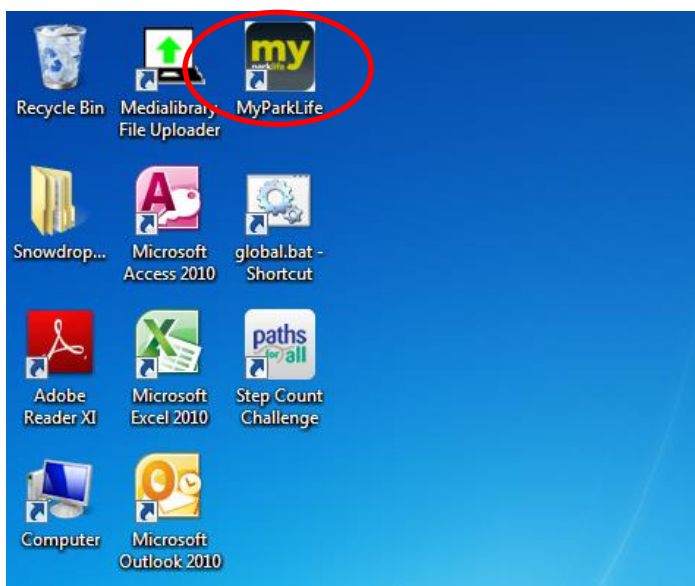 my
parklife
Recycle Bin
Medialibrary
File Uploader
MyParkLife
Snowdrop...
A
Microsoft
Access 2010
global.bat -
Shortcut
Adobe
Reader XI
X
Microsoft
Excel 2010
paths
for all
Step Count
Challenge
Computer
O
Microsoft
Outlook 2010